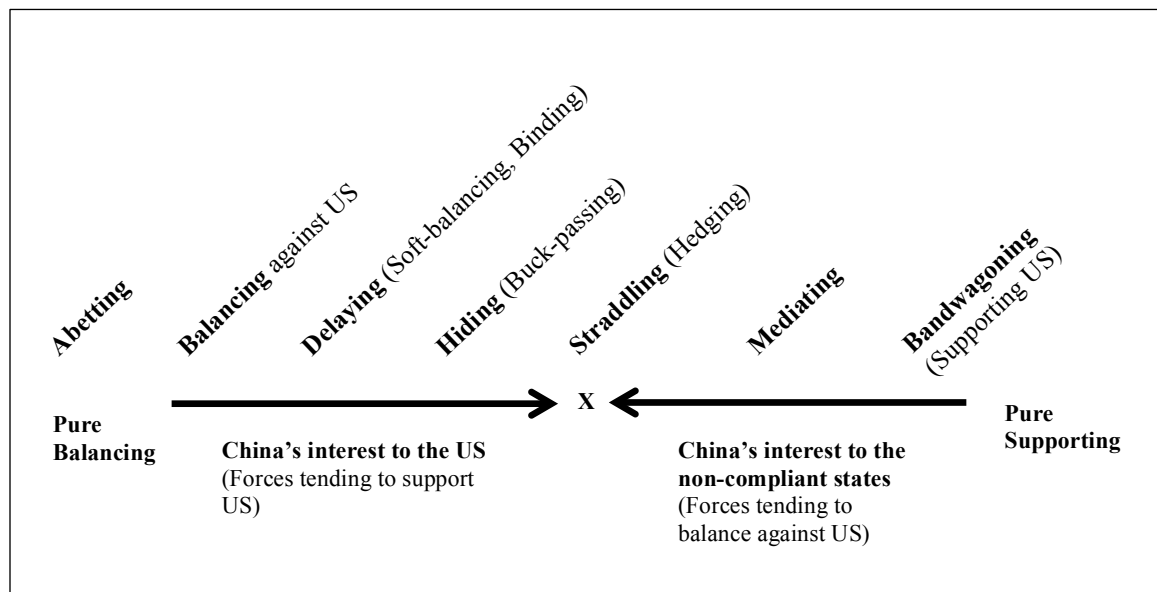 Abetting
Balancing against US
Delaying (Soft-balancing, Binding)
Hiding (Buck-passing)
Straddling (Hedging)
Mediating
Bandwagoning
(Supporting US)
X
Pure
Balancing
China’s interest to the US
(Forces tending to support
US)
China’s interest to the
non-compliant states
(Forces tending to
balance against US)
Pure
Supporting